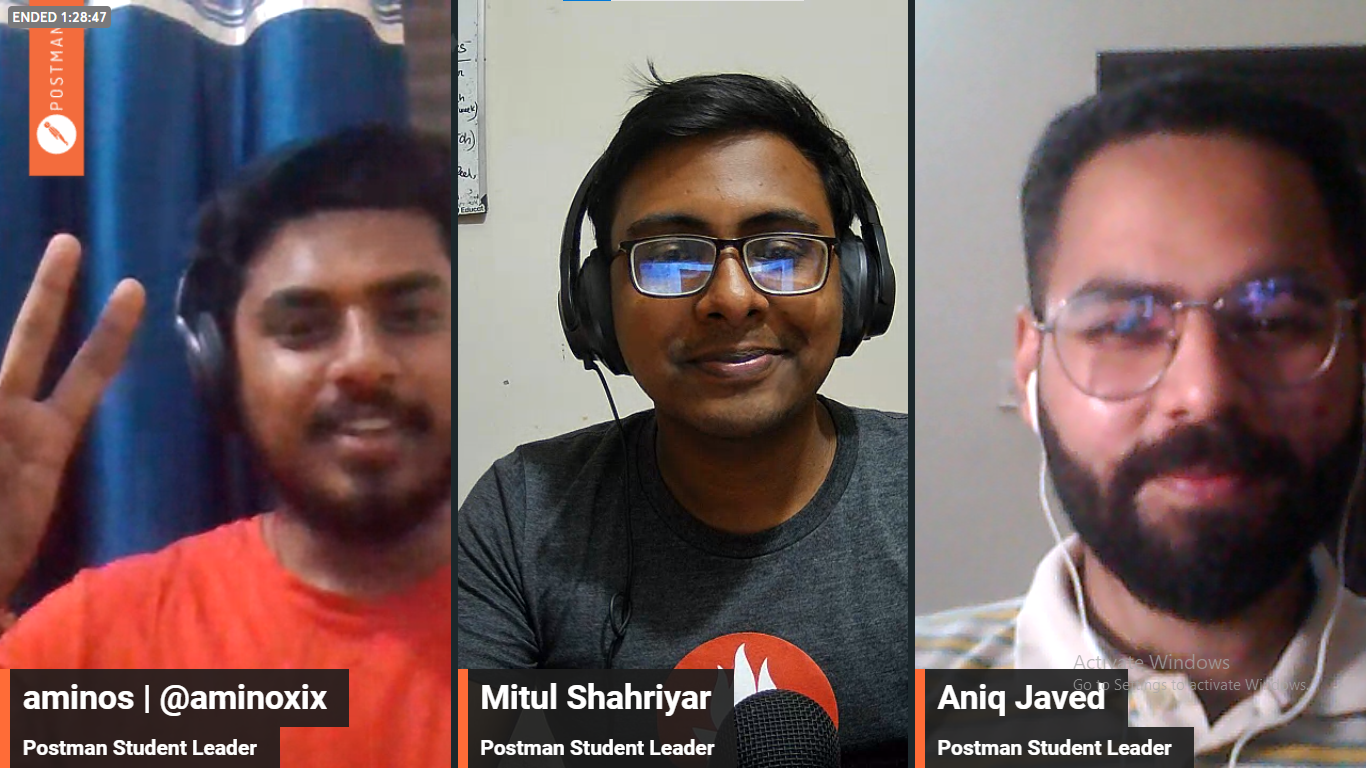 ENDED 1:28:47
POSTMAN
Educat
aminos | @aminoxix
Postman Student Leader
Mitul Shahriyar
Postman Student Leader
Activate Windows
Go to Settings to activate Windows.
Aniq Javed
Postman Student Leader